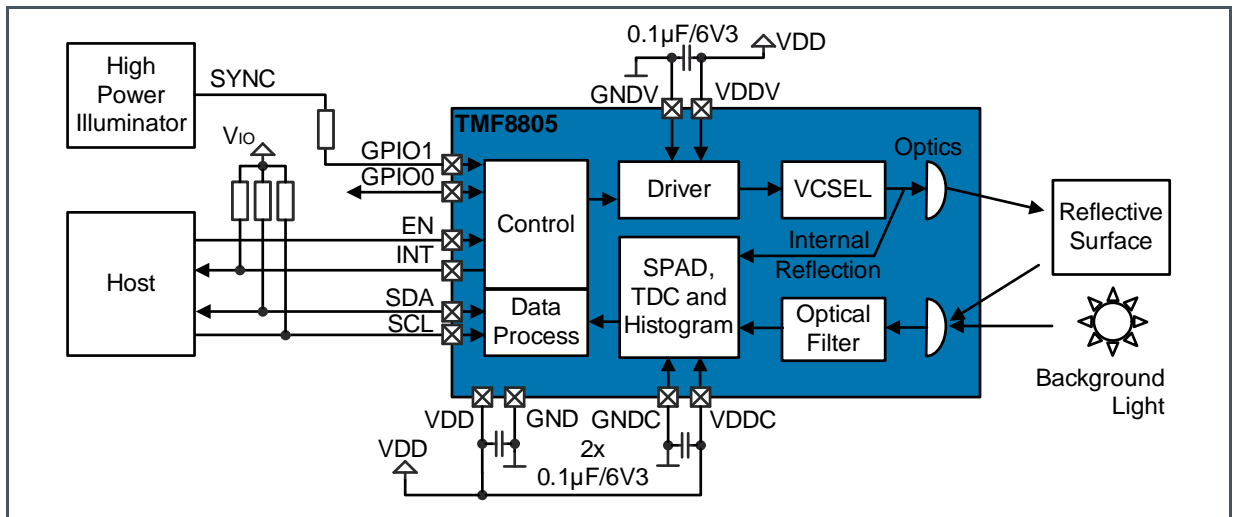 0.1µF/6V3
VDD
High
Power
Illuminator
SYNC
GNDV
VDDV
TMF8805
VIO
GPIO1
GPIO0
Optics
Control
Driver
VCSEL
Reflective
Surface
EN
INT
Internal
Reflection
Host
SPAD,
TDC and
Histogram
SDA
SCL
Data
Process
Optical
Filter
Background
Light
VDD
GND
GNDC
VDDC
VDD
2x
0.1µF/6V3